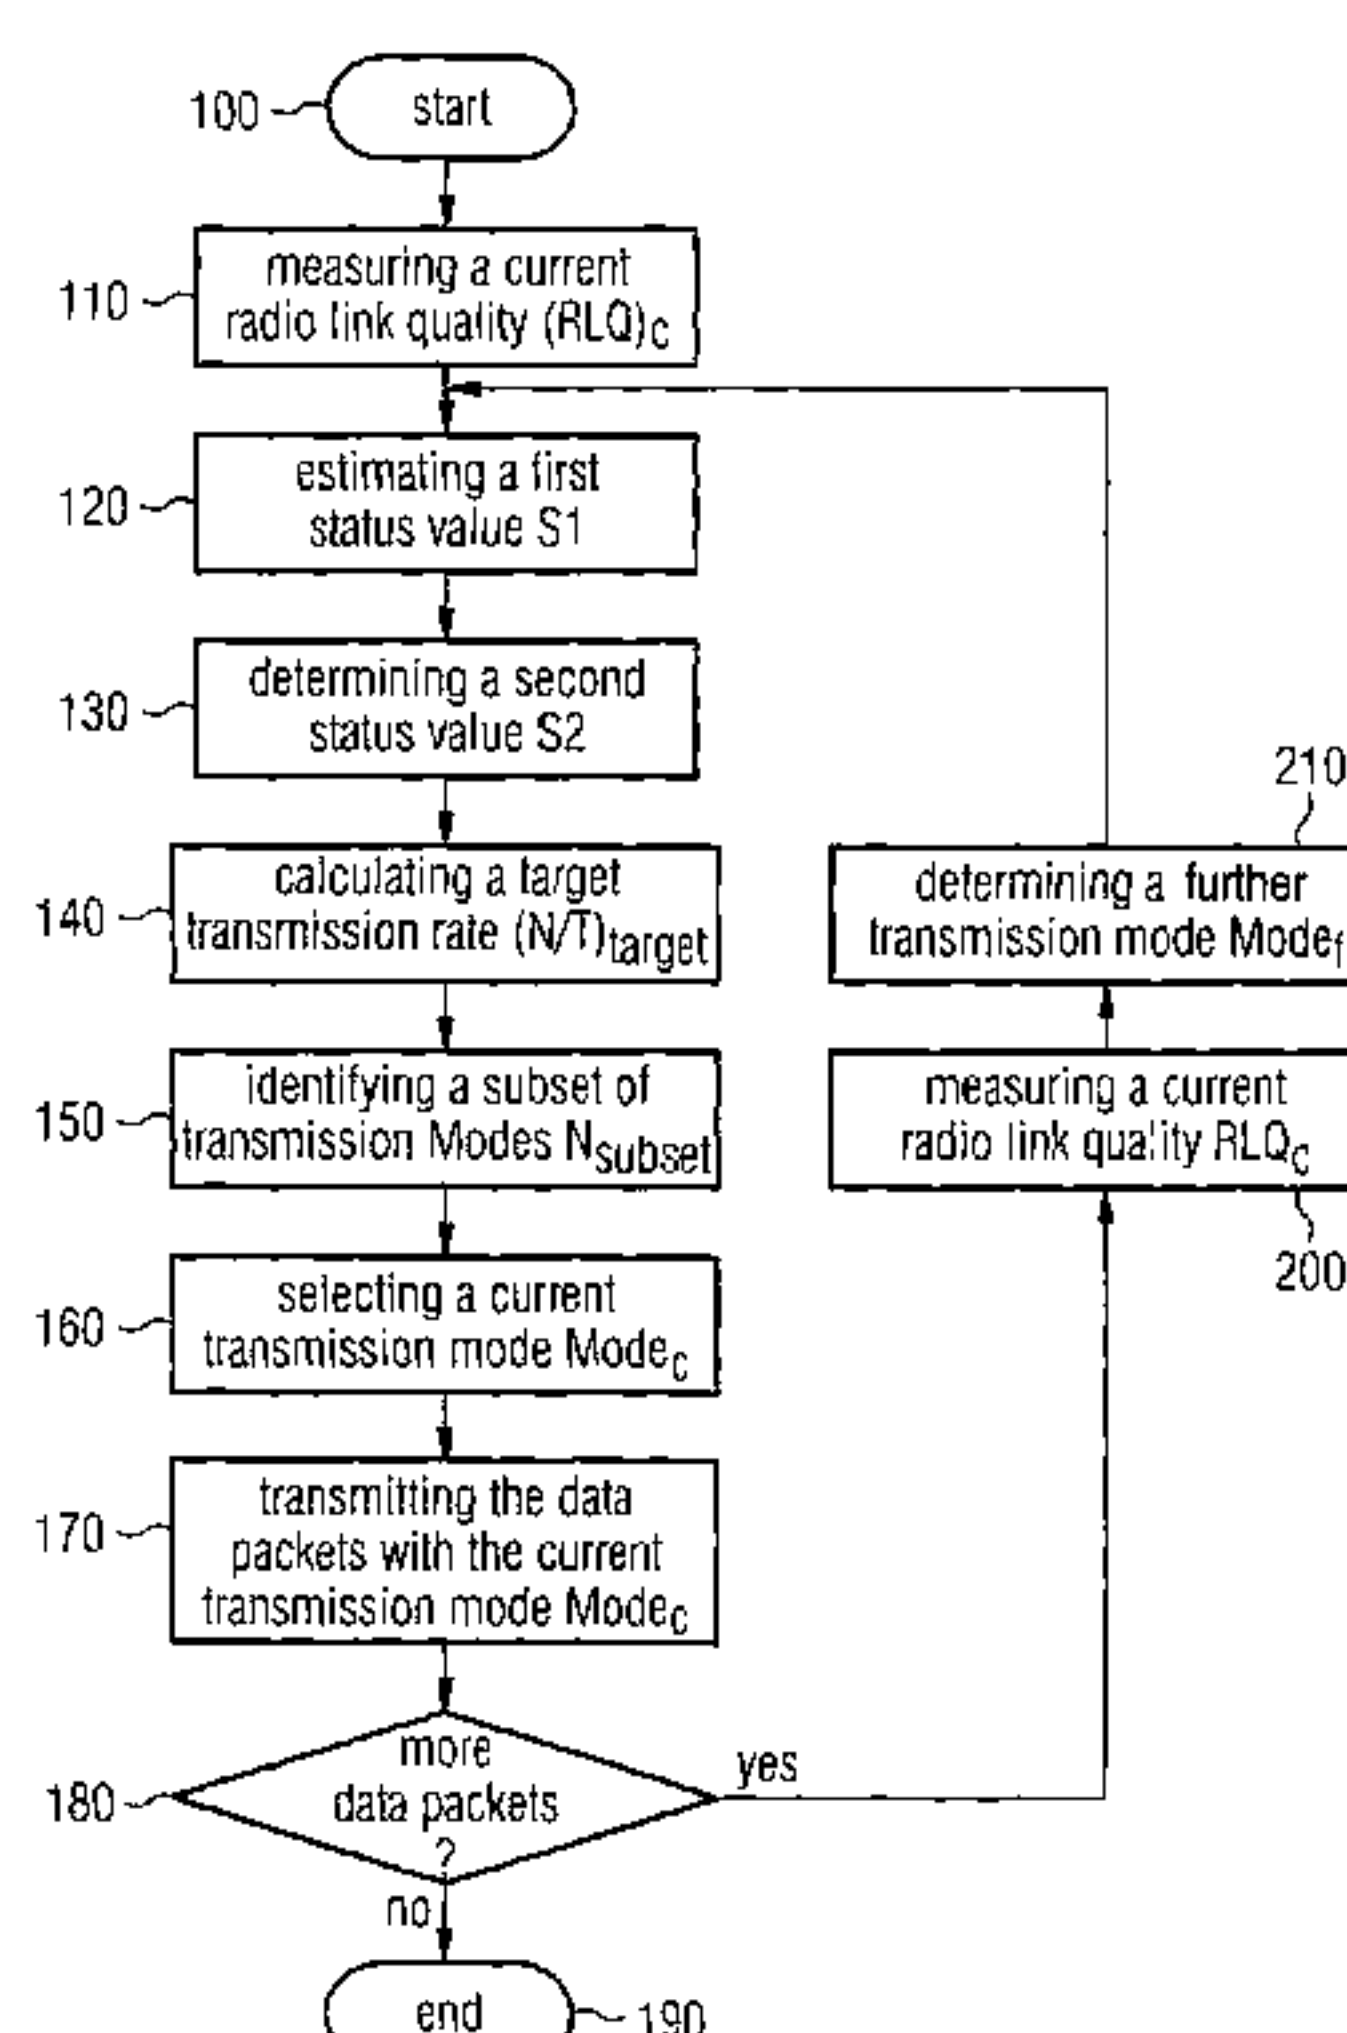 100
start
110
measuring a current
radio link quality (RLQ)c
120
estimating a first
status value S1
130
determining a second
status value S2
140
calculating a target
transmission rate (N/T)target
150
identifying a subset of
transmission Modes Nsubset
160
selecting a current
transmission mode Modec
170
transmitting the data
packets with the current
transmission mode Modec
180
more
data packets
?
yes
no
end
190
210
determining a further
transmission mode Modef
measuring a current
radio link quality RLQc
200